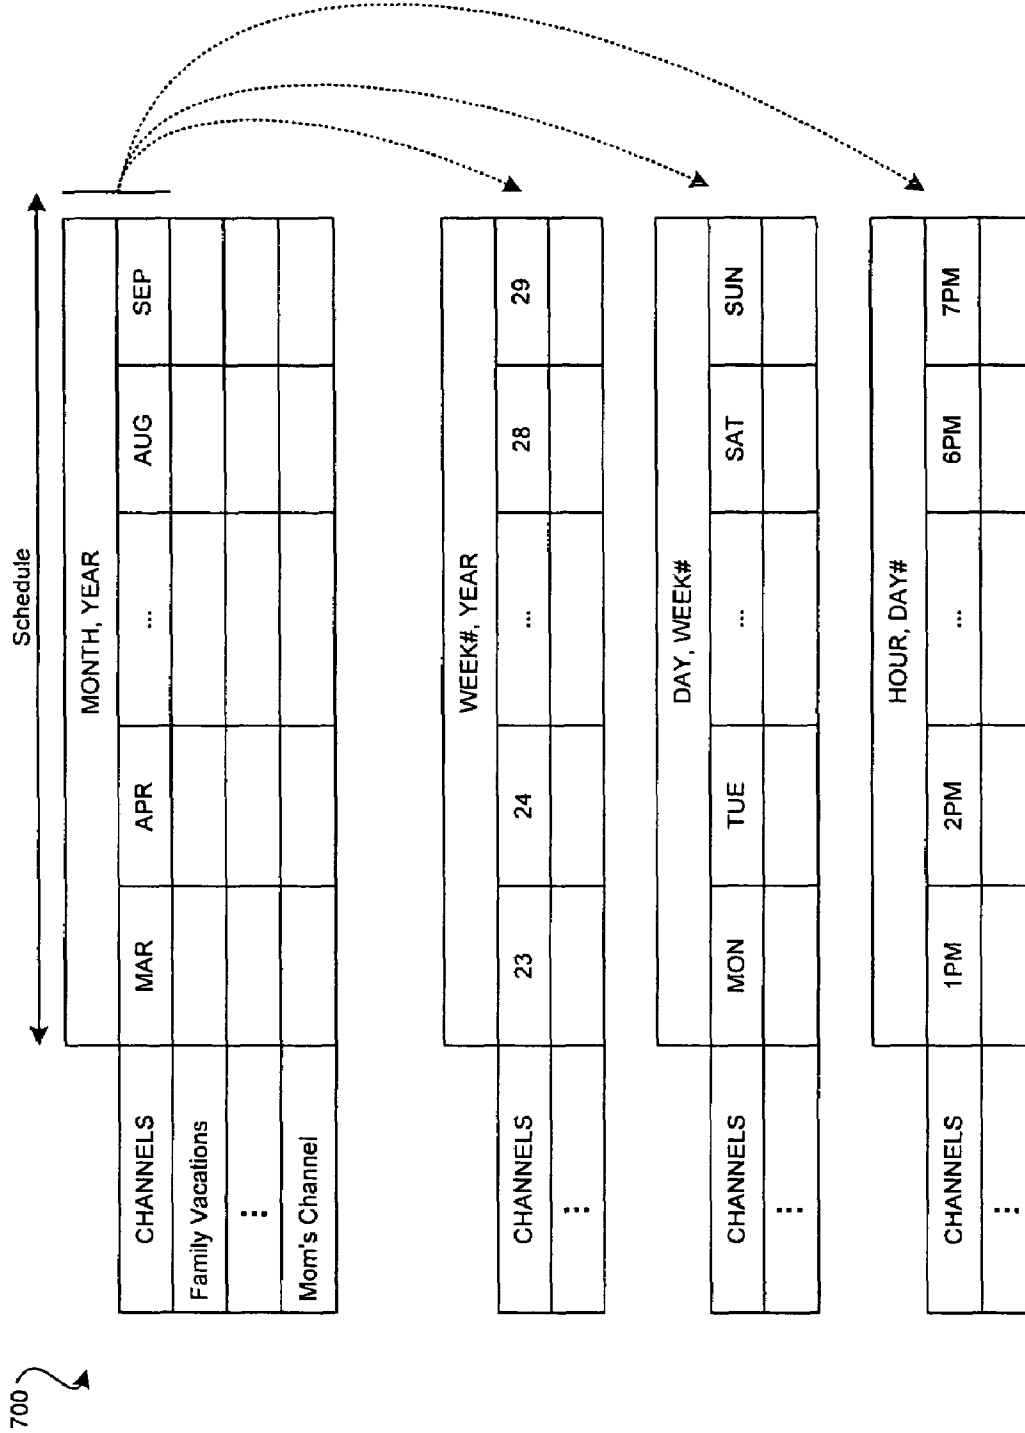 700
Schedule
MONTH, YEAR
CHANNELS MAR APR ... AUG SEP
Family Vacations
...
Mom's Channel
WEEK#, YEAR
CHANNELS 23 24 ... 28 29
...
DAY, WEEK#
CHANNELS MON TUE ... SAT SUN
...
HOUR, DAY#
CHANNELS 1PM 2PM ... 6PM 7PM
...